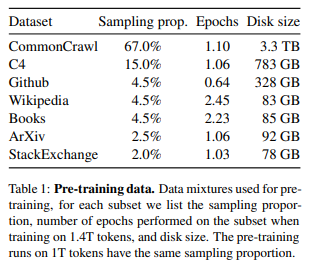 Dataset Sampling prop. Epochs Disk size
CommonCrawl 67.0% 1.10 3.3 TB
C4 15.0% 1.06 783 GB
Github 4.5% 0.64 328 GB
Wikipedia 4.5% 2.45 83 GB
Books 4.5% 2.23 85 GB
ArXiv 2.5% 1.06 92 GB
StackExchange 2.0% 1.03 78 GB
Table 1: Pre-training data. Data mixtures used for pre-
training, for each subset we list the sampling propor-
tion, number of epochs performed on the subset when
training on 1.4T tokens, and disk size. The pre-training
runs on 1T tokens have the same sampling proportion.